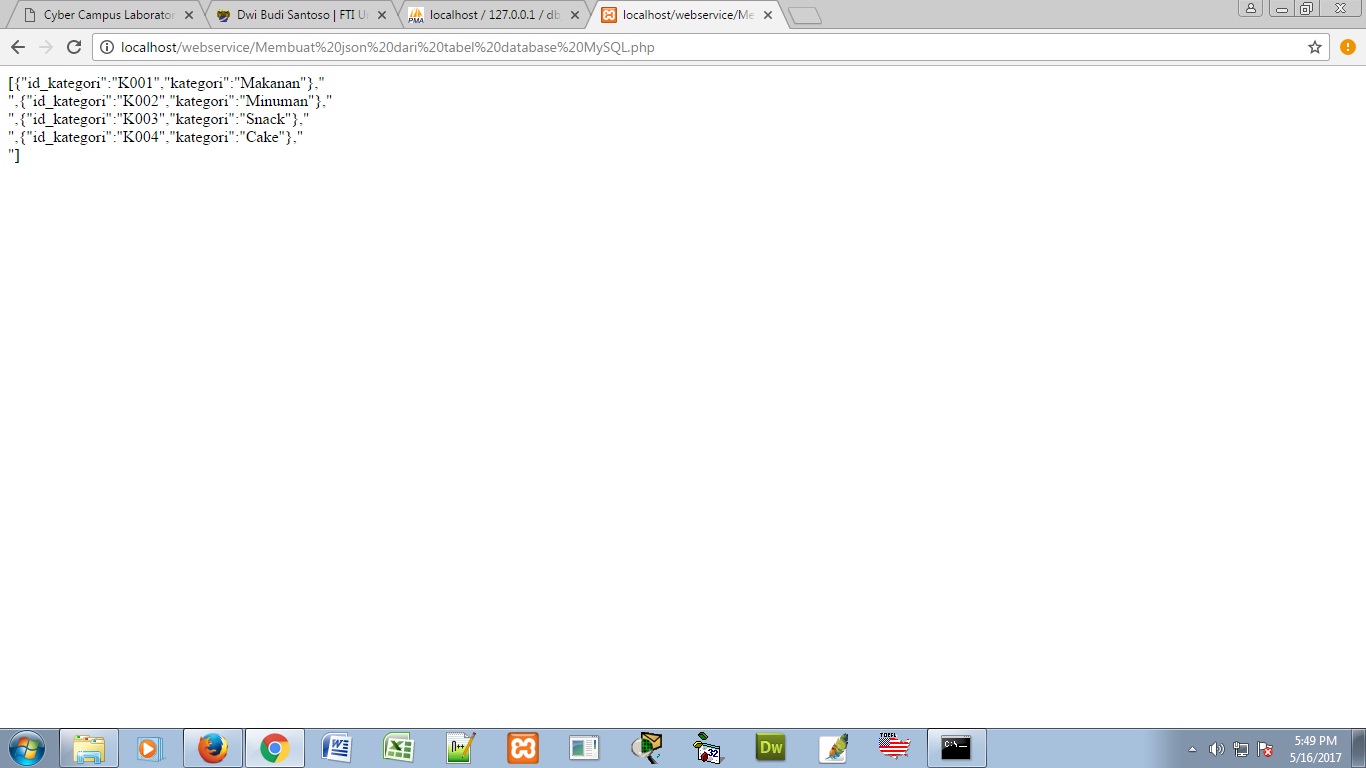 Cyber Campus Laborator
Dwi Budi Santoso | FTI U
localhost / 127.0.0.1 / db
localhost/webservice/Me
localhost/webservice/Membuat%20json%20dari%20tabel%20database%20MySQL.php
[{"id_kategori":"K001","kategori":"Makanan"},"
",{"id_kategori":"K002","kategori":"Minuman"},"
",{"id_kategori":"K003","kategori":"Snack"},"
",{"id_kategori":"K004","kategori":"Cake"},"
"]
5:49 PM
5/16/2017